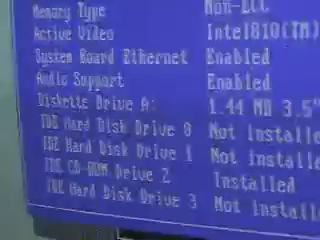 Memory Type Non-ECC
Active Video Intel810(TM)
System Board Ethernet Enabled
Audio Support Enabled
Diskette Drive A: 1.44 MB 3.5"
IDE Hard Disk Drive 0 Not Installe
IDE Hard Disk Drive 1 Not Installe
IDE CD-ROM Drive 2 Installed
IDE Hard Disk Drive 3 Not Installe